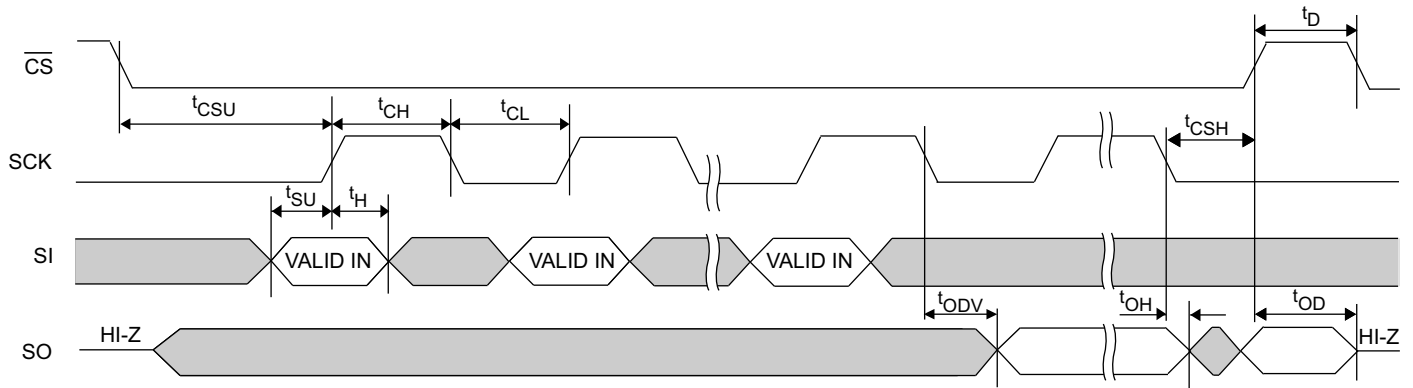 tD
CS
tCSU
tCH
tCL
tCSH
SCK
tSU
tH
SI
VALID IN
VALID IN
VALID IN
tODV
tOH
tOD
HI-Z
HI-Z
SO